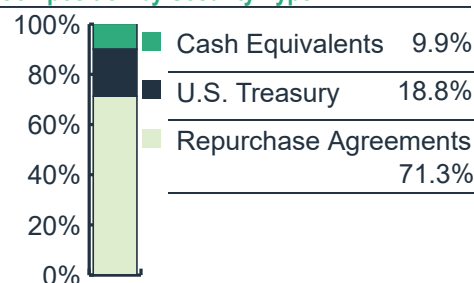 100%
80%
60%
40%
20%
0%
Cash Equivalents 9.9%
U.S. Treasury 18.8%
Repurchase Agreements
71.3%